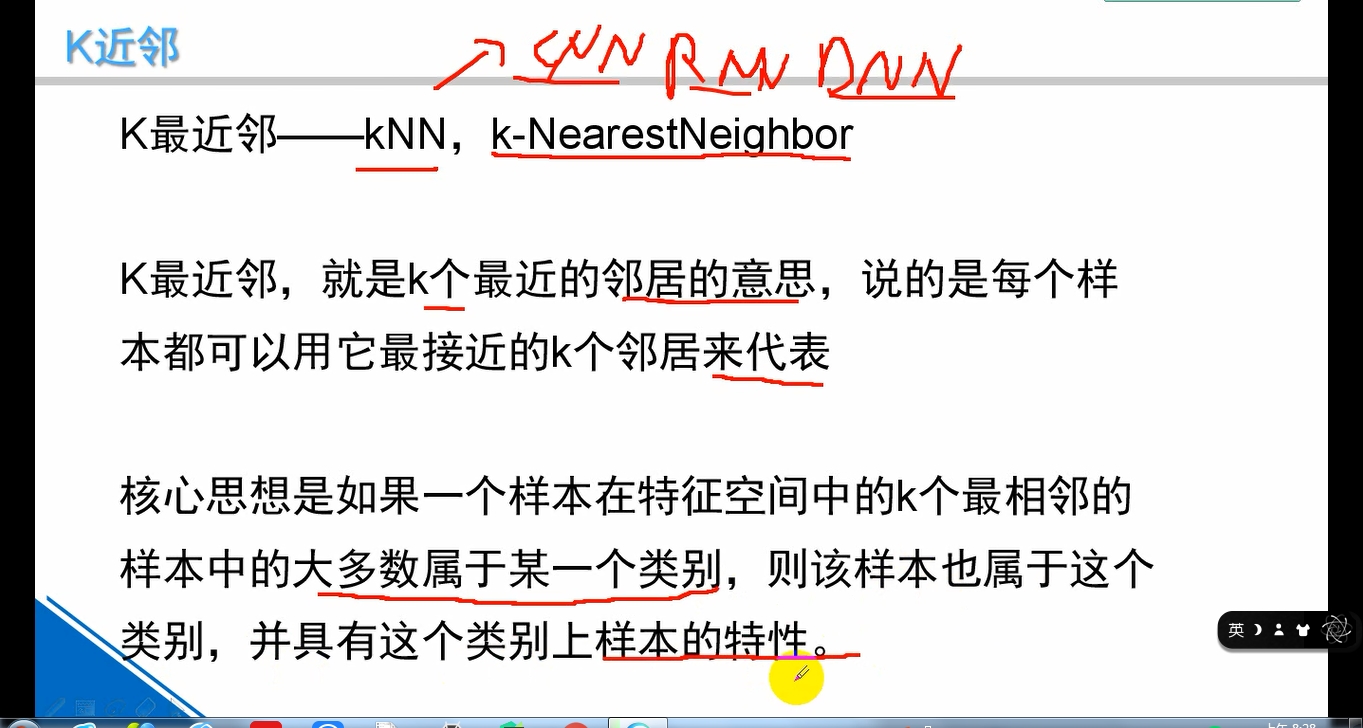 K近邻
CNN RNN DNN
K最近邻——kNN，k-NearestNeighbor
K最近邻，就是k个最近的邻居的意思，说的是每个样
本都可以用它最接近的k个邻居来代表
核心思想是如果一个样本在特征空间中的k个最相邻的
样本中的大多数属于某一个类别，则该样本也属于这个
类别，并具有这个类别上样本的特性。
英